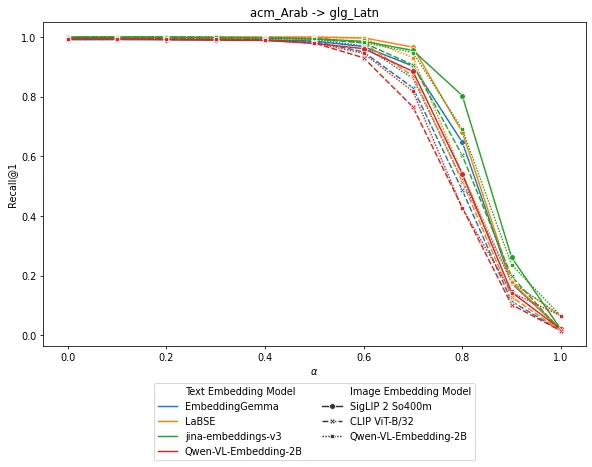 acm_Arab -> glg_Latn
Recall@1
1.0
0.8
0.6
0.4
0.2
0.0
0.0 0.2 0.4 0.6 0.8 1.0
α
Text Embedding Model Image Embedding Model
EmbeddingGemma SigLIP 2 So400m
LaBSE CLIP ViT-B/32
jina-embeddings-v3 Qwen-VL-Embedding-2B
Qwen-VL-Embedding-2B